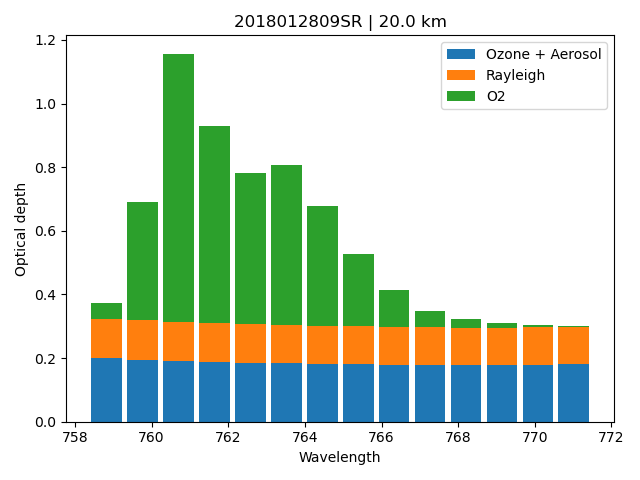 2018012809SR | 20.0 km
Ozone + Aerosol
Rayleigh
O2
Optical depth
1.2
1.0
0.8
0.6
0.4
0.2
0.0
758
760
762
764
766
768
770
772
Wavelength